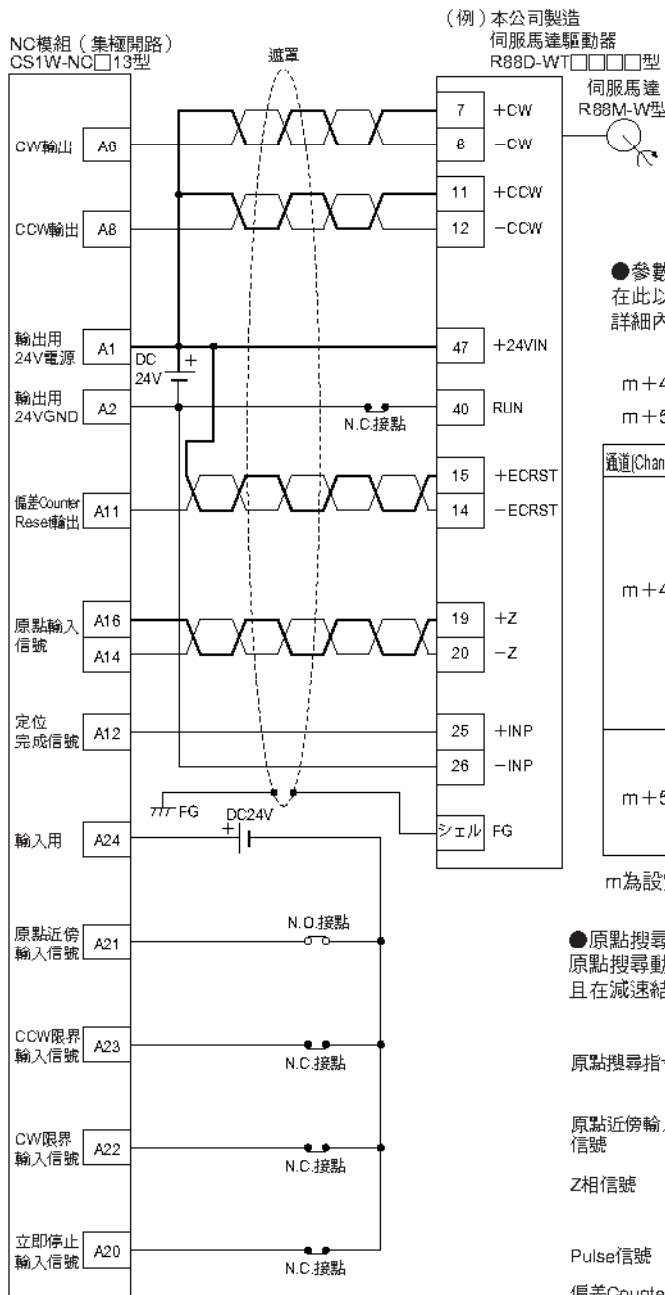 （例）本公司製造
伺服馬達驅動器
R88D-WT□□□□型
NC模組（集極開路）
CS1W-NC□13型
遮罩
伺服馬達
R88M-W型
CW輸出
A6
7
+CW
8
−CW
CCW輸出
A8
11
+CCW
12
−CCW
輸出用
24V電源
A1
DC
24V
+
47
+24VIN
輸出用
24VGND
A2
N.C.接點
40
RUN
偏差Counter
Reset輸出
A11
15
+ECRST
14
−ECRST
原點輸入
信號
A16
A14
19
+Z
20
−Z
定位
完成信號
A12
25
+INP
26
−INP
FG
シェル
FG
輸入用
A24
+
DC24V
原點近傍
輸入信號
A21
N.O.接點
CCW限界
輸入信號
A23
N.C.接點
CW限界
輸入信號
A22
N.C.接點
立即停止
輸入信號
A20
N.C.接點
●參數
在此以
詳細內
m+4
m+5
通道(Chan
m+4
m+5
m為設
●原點搜尋
原點搜尋動
且在減速結
原點搜尋指
原點近傍輸
信號
Z相信號
Pulse信號
偏差Counte